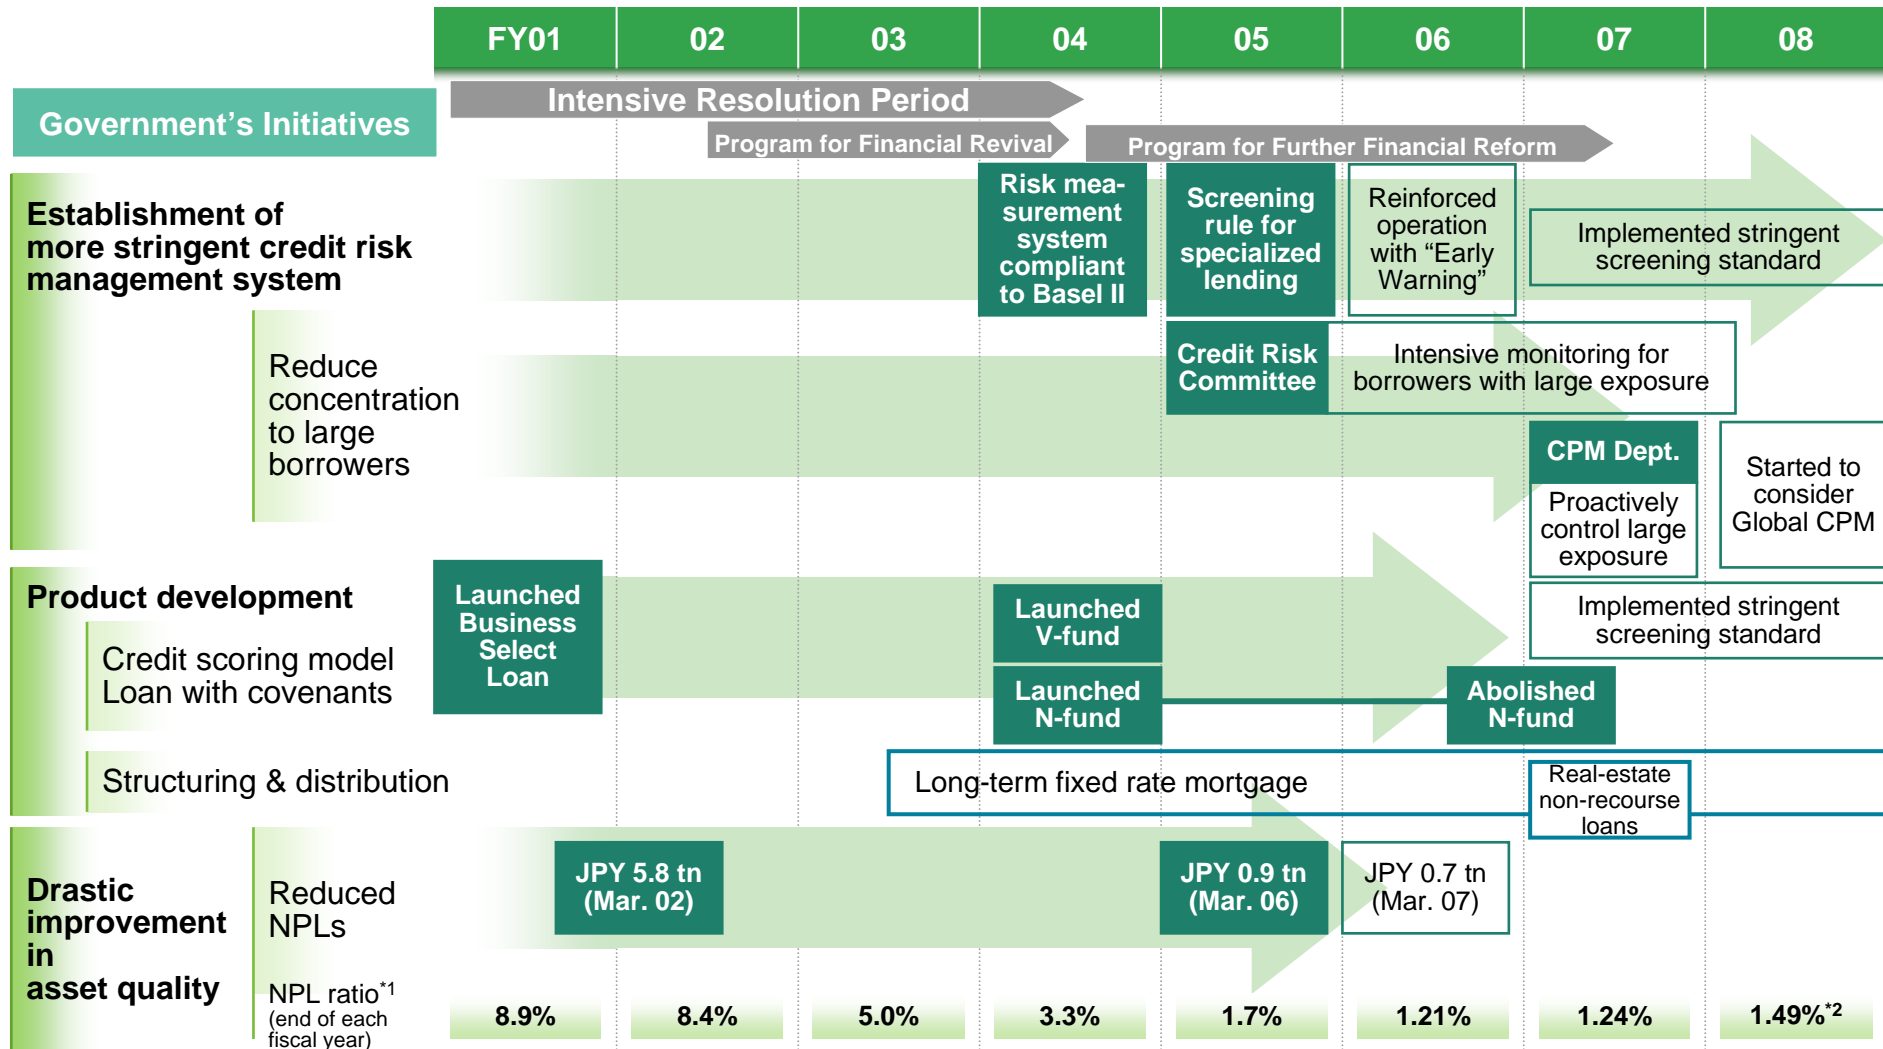 FY01 02 03 04 05 06 07 08
Government's Initiatives
Intensive Resolution Period
Program for Financial Revival
Program for Further Financial Reform
Establishment of
more stringent credit risk
management system
Risk mea-
surement
system
compliant
to Basel II
Screening
rule for
specialized
lending
Reinforced
operation
with “Early
Warning”
Implemented stringent
screening standard
Reduce
concentration
to large
borrowers
Credit Risk
Committee
Intensive monitoring for
borrowers with large exposure
CPM Dept.
Proactively
control large
exposure
Started to
consider
Global CPM
Product development
Launched
Business
Select
Loan
Launched
V-fund
Implemented stringent
screening standard
Credit scoring model
Loan with covenants
Launched
N-fund
Abolished
N-fund
Structuring & distribution
Long-term fixed rate mortgage
Real-estate
non-recourse
loans
Drastic
improvement
in
asset quality
Reduced
NPLs
JPY 5.8 tn
(Mar. 02)
JPY 0.9 tn
(Mar. 06)
JPY 0.7 tn
(Mar. 07)
NPL ratio*1
(end of each
fiscal year)
8.9% 8.4% 5.0% 3.3% 1.7% 1.21% 1.24% 1.49%*2